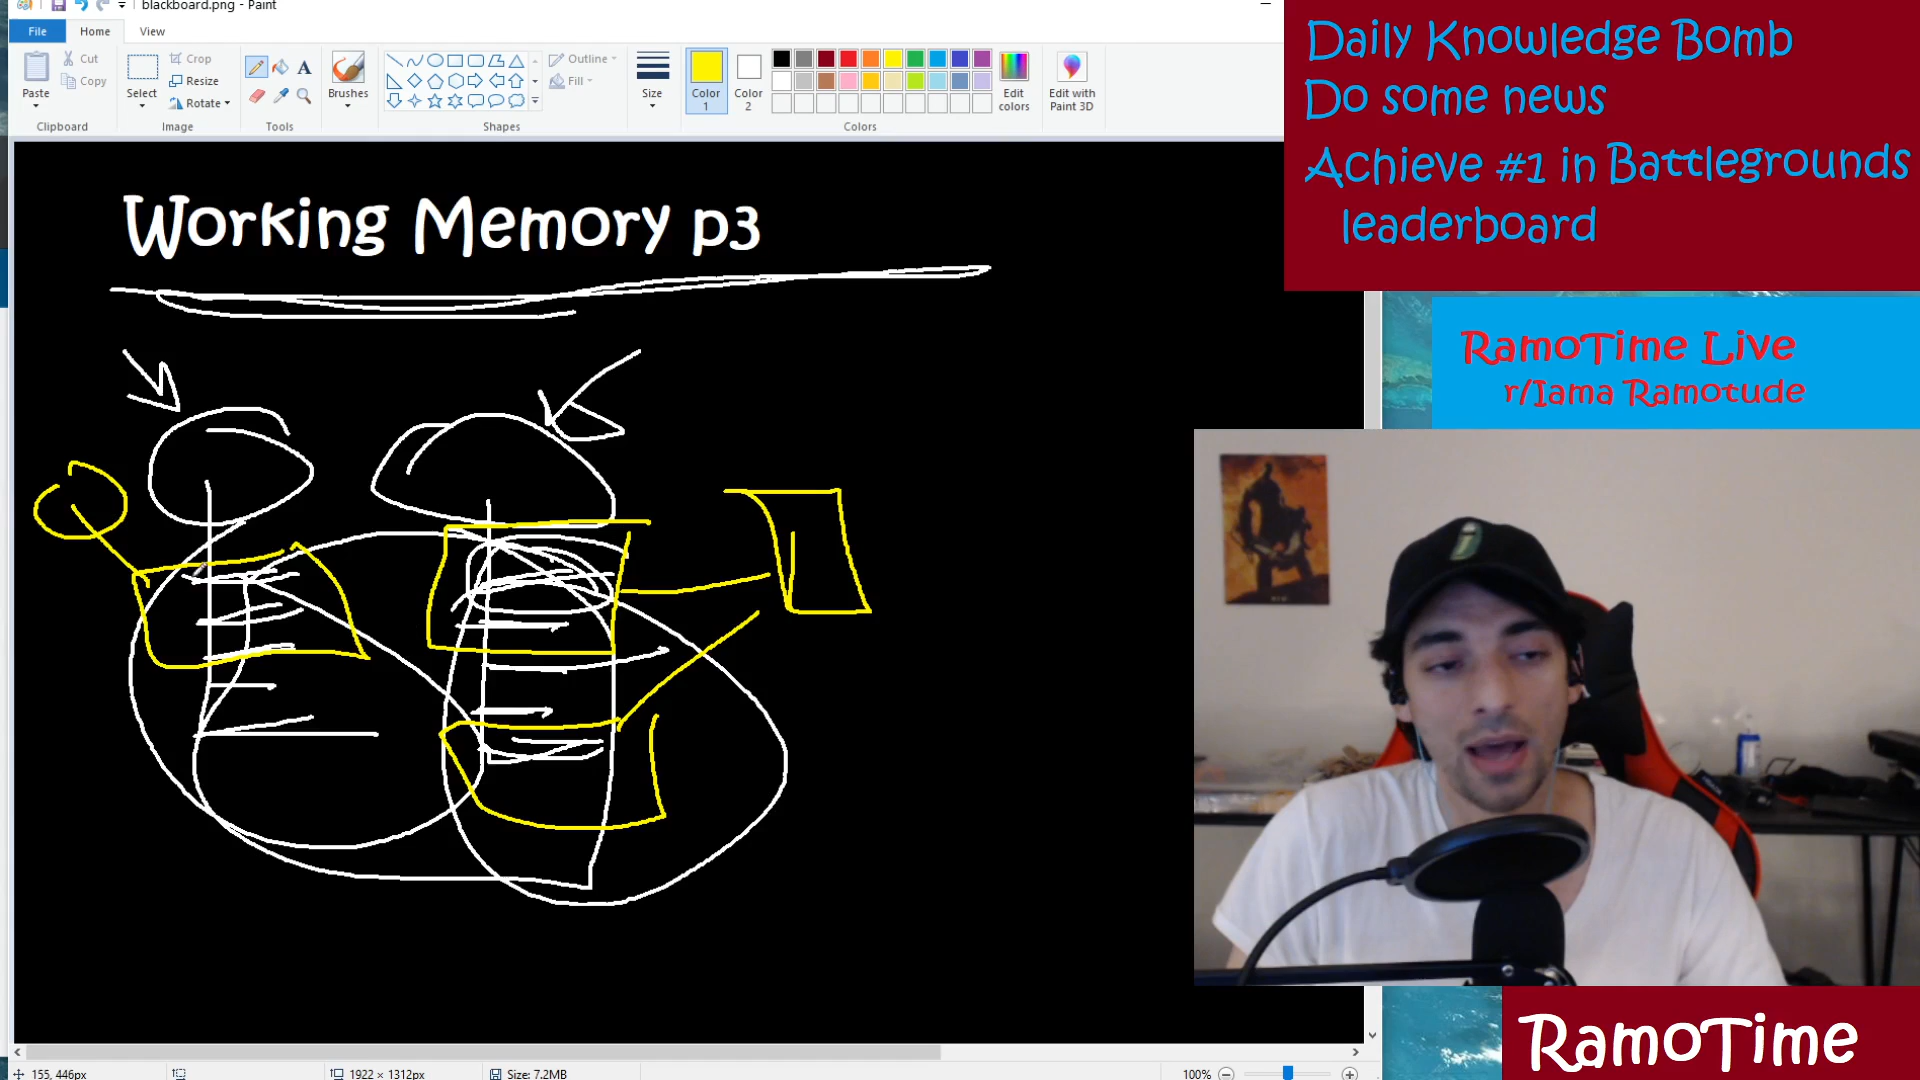 blackboard.png - Paint
File
Home
View
Cut
Copy
Paste
Clipboard
Crop
Resize
Rotate
Select
Image
A
Tools
Brushes
Outline
Fill
Shapes
Size
Color 1
Color 2
Edit colors
Edit with Paint 3D
Colors
Working Memory p3
Daily Knowledge Bomb
Do some news
Achieve #1 in Battlegrounds
leaderboard
RamoTime Live
r/Iama Ramotude
RamoTime
155, 446px
1922 × 1312px
Size: 7.2MB
100%